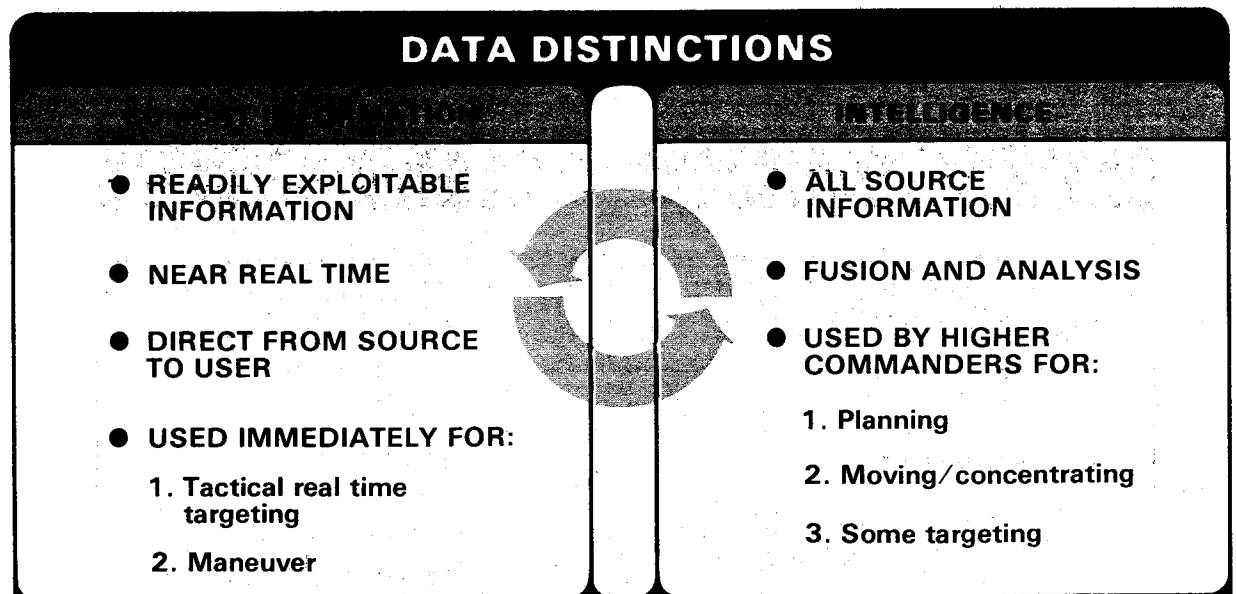 DATA DISTINCTIONS
COMBAT INFORMATION
● READILY EXPLOITABLE
INFORMATION
● NEAR REAL TIME
● DIRECT FROM SOURCE
TO USER
● USED IMMEDIATELY FOR:
1. Tactical real time
targeting
2. Maneuver
INTELLIGENCE
● ALL SOURCE
INFORMATION
● FUSION AND ANALYSIS
● USED BY HIGHER
COMMANDERS FOR:
1. Planning
2. Moving/concentrating
3. Some targeting